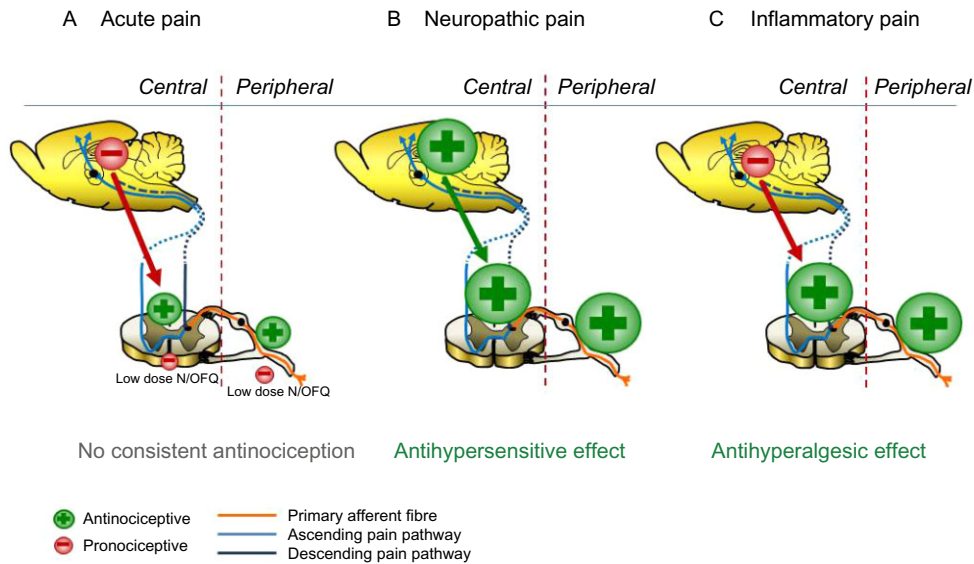 A Acute pain
B Neuropathic pain
C Inflammatory pain
Central Peripheral
Central Peripheral
Central Peripheral
Low dose N/OFQ
Low dose N/OFQ
No consistent antinociception
Antihypersensitive effect
Antihyperalgesic effect
Antinociceptive
Pronociceptive
Primary afferent fibre
Ascending pain pathway
Descending pain pathway